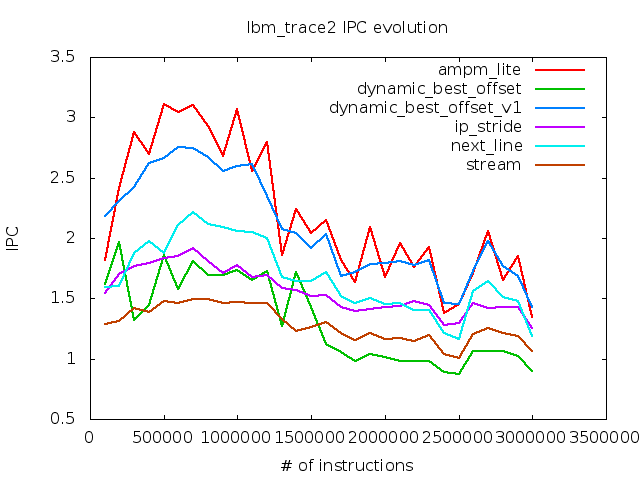 lbm_trace2 IPC evolution
3.5
3
2.5
2
1.5
1
0.5
IPC
ampm_lite
dynamic_best_offset
dynamic_best_offset_v1
ip_stride
next_line
stream
0 500000 1000000 1500000 2000000 2500000 3000000 3500000
# of instructions